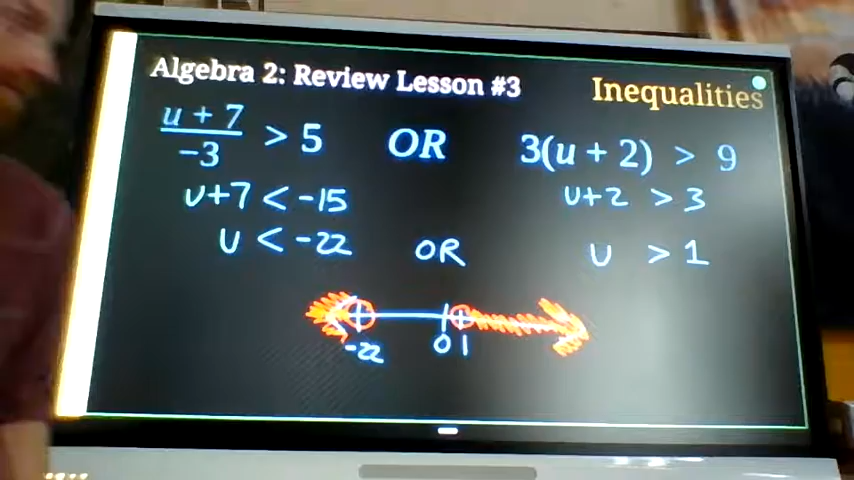 Algebra 2: Review Lesson #3
Inequalities
u + 7 / -3 > 5 OR 3(u + 2) > 9
u+7 < -15 u+2 > 3
u < -22 OR u > 1
-22 0 1